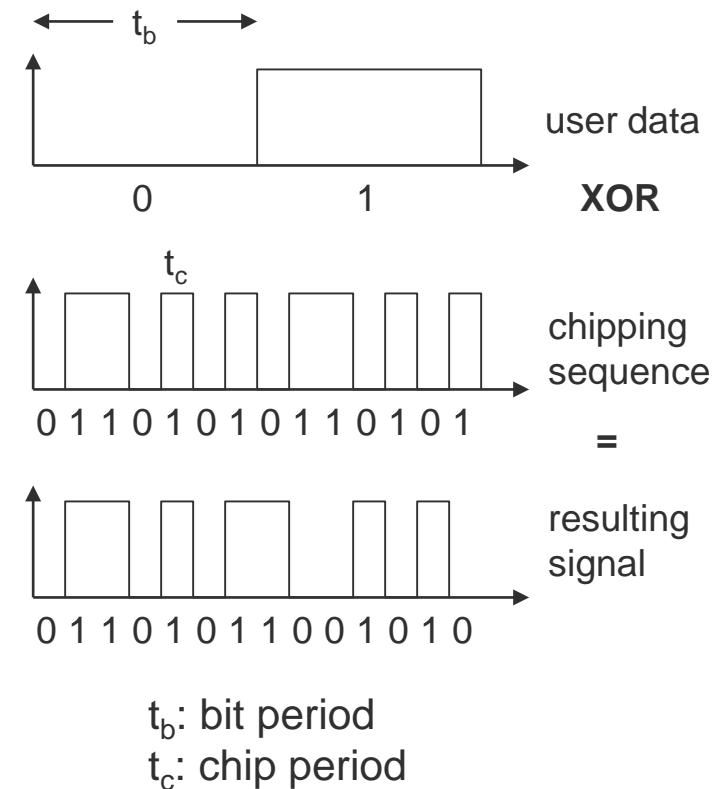 t_b
user data
0 1 XOR
t_c
chipping
sequence
0 1 1 0 1 0 1 0 1 1 0 1 0 1
=
resulting
signal
0 1 1 0 1 0 1 1 0 0 1 0 1 0
t_b: bit period
t_c: chip period